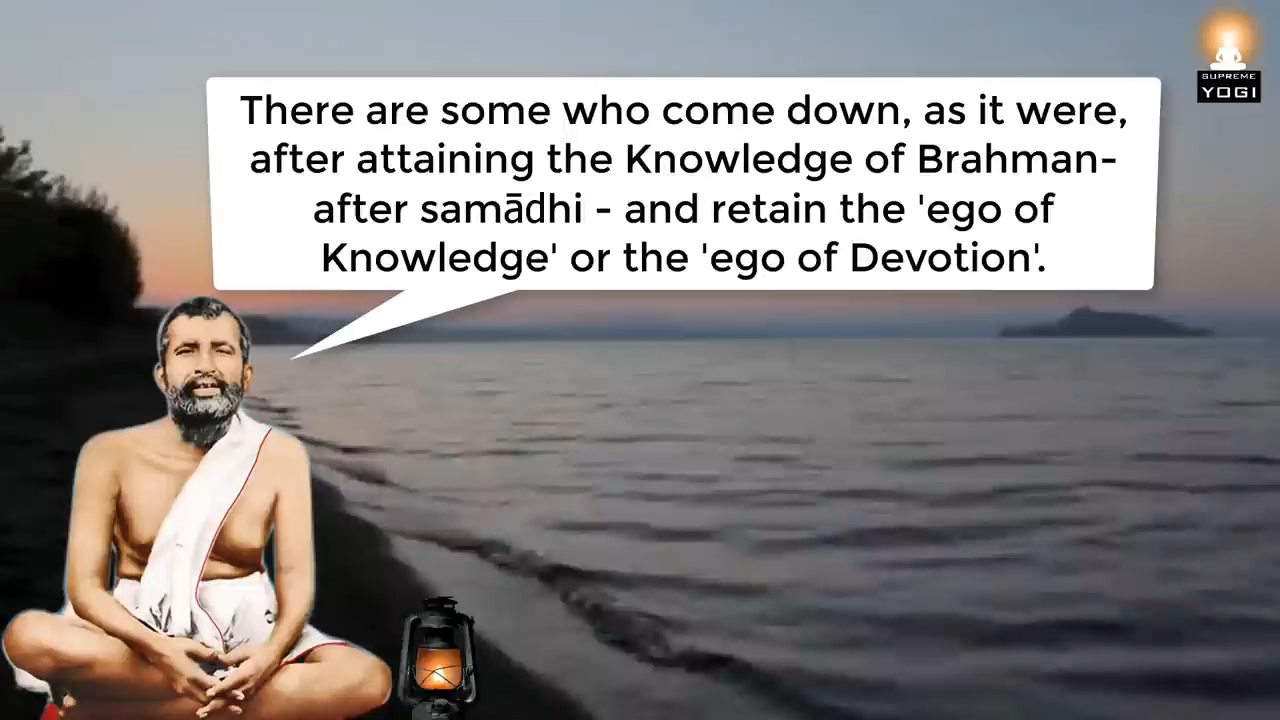 SUPREME
YOGI
There are some who come down, as it were,
after attaining the Knowledge of Brahman-
after samādhi - and retain the 'ego of
Knowledge' or the 'ego of Devotion'.